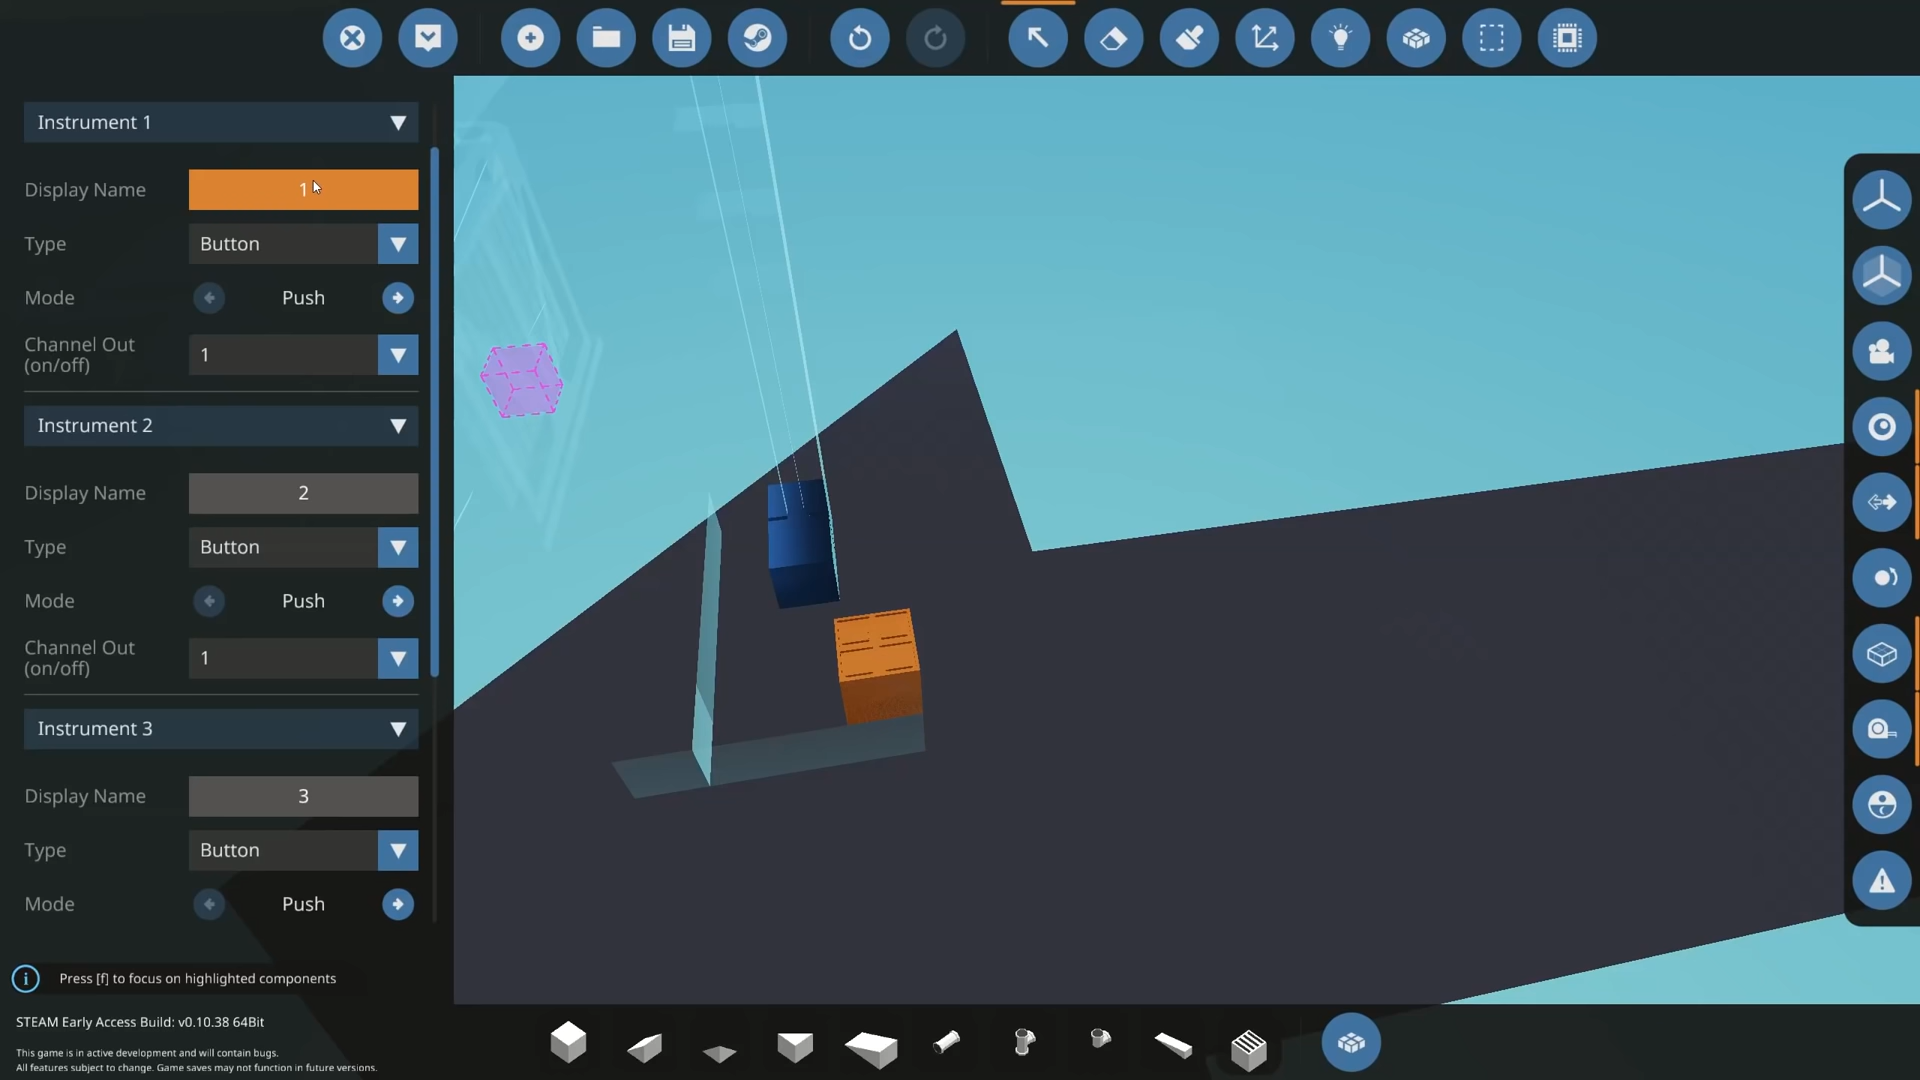 Instrument 1
Display Name 1
Type Button
Mode Push
Channel Out
(on/off) 1
Instrument 2
Display Name 2
Type Button
Mode Push
Channel Out
(on/off) 1
Instrument 3
Display Name 3
Type Button
Mode Push
Press [f] to focus on highlighted components
STEAM Early Access Build: v0.10.38 64Bit
This game is in active development and will contain bugs.
All features subject to change. Game saves may not function in future versions.